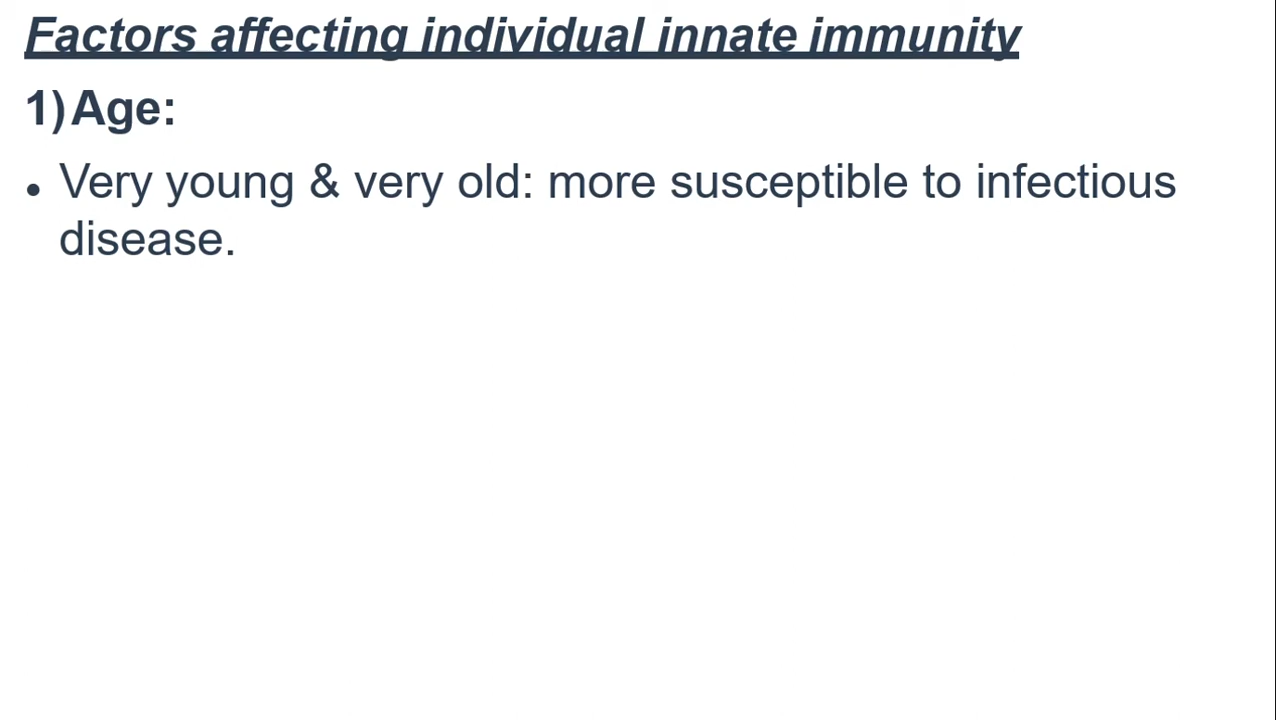 Factors affecting individual innate immunity
1) Age:
• Very young & very old: more susceptible to infectious
disease.